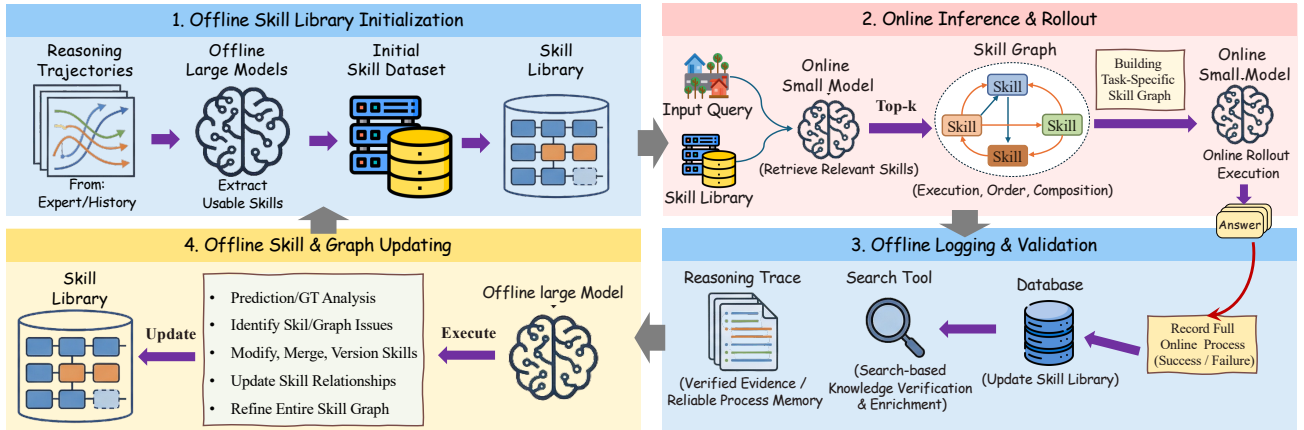 1. Offline Skill Library Initialization
Reasoning
Trajectories
From:
Expert/History
Offline
Large Models
Extract
Usable Skills
Initial
Skill Dataset
Skill
Library
2. Online Inference & Rollout
Input Query
Skill Library
Online
Small Model
(Retrieve Relevant Skills)
Top-k
Skill Graph
Skill
Skill
Skill
Skill
(Execution, Order, Composition)
Building
Task-Specific
Skill Graph
Online
Small Model
Online Rollout
Execution
Answer
3. Offline Logging & Validation
Reasoning Trace
(Verified Evidence /
Reliable Process Memory
Search Tool
(Search-based
Knowledge Verification
& Enrichment)
Database
(Update Skill Library)
Record Full
Online Process
(Success / Failure)
4. Offline Skill & Graph Updating
Skill
Library
Update
• Prediction/GT Analysis
• Identify Skil/Graph Issues
• Modify, Merge, Version Skills
• Update Skill Relationships
• Refine Entire Skill Graph
Execute
Offline large Model